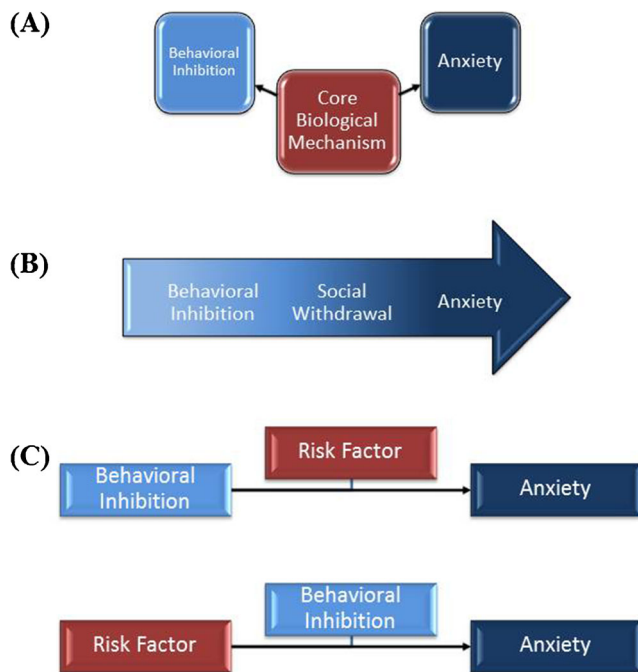 (A)
Behavioral
Inhibition
Core
Biological
Mechanism
Anxiety
(B)
Behavioral
Inhibition
Social
Withdrawal
Anxiety
(C)
Risk Factor
Behavioral
Inhibition
Anxiety
Behavioral
Inhibition
Risk Factor
Anxiety